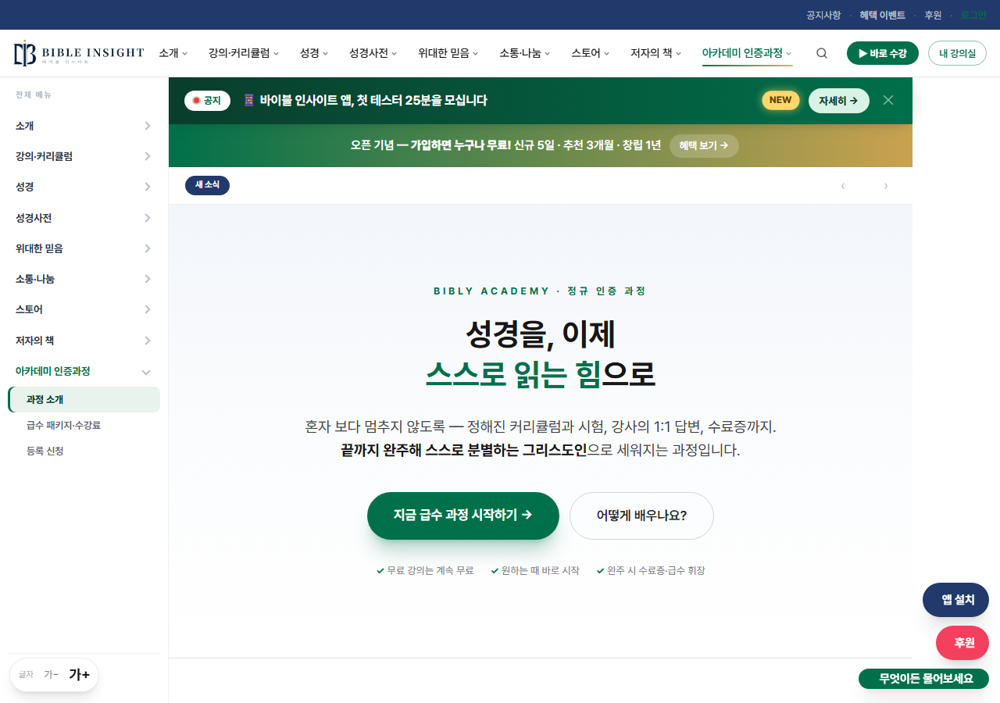 공지사항 · 혜택 이벤트 · 후원 · 로그인
BIBLE INSIGHT
바이블 인사이트
소개 강의·커리큘럼 성경 성경사전 위대한 믿음 소통·나눔 스토어 저자의 책 아카데미 인증과정 ▶ 바로 수강 내 강의실
전체 메뉴
소개
강의·커리큘럼
성경
성경사전
위대한 믿음
소통·나눔
스토어
저자의 책
아카데미 인증과정
과정 소개
급수 패키지·수강료
등록 신청
글자 가− 가+
공지 바이블 인사이트 앱, 첫 테스터 25분을 모십니다 NEW 자세히 →
오픈 기념 — 가입하면 누구나 무료! 신규 5일 · 추천 3개월 · 창립 1년 혜택 보기 →
새 소식 ‹ ›
BIBLY ACADEMY · 정규 인증 과정
성경을, 이제
스스로 읽는 힘으로
혼자 보다 멈추지 않도록 — 정해진 커리큘럼과 시험, 강사의 1:1 답변, 수료증까지.
끝까지 완주해 스스로 분별하는 그리스도인으로 세워지는 과정입니다.
지금 급수 과정 시작하기 → 어떻게 배우나요?
✓ 무료 강의는 계속 무료 ✓ 원하는 때 바로 시작 ✓ 완주 시 수료증·급수 휘장
앱 설치
후원
무엇이든 물어보세요